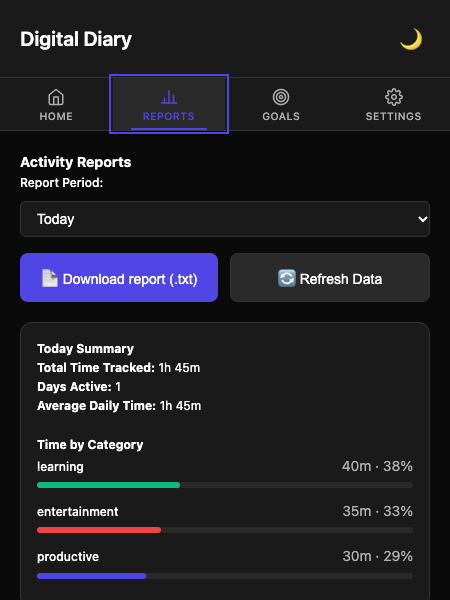 Digital Diary
HOME
REPORTS
GOALS
SETTINGS
Activity Reports
Report Period:
Today
Download report (.txt)
Refresh Data
Today Summary
Total Time Tracked: 1h 45m
Days Active: 1
Average Daily Time: 1h 45m
Time by Category
learning 40m · 38%
entertainment 35m · 33%
productive 30m · 29%